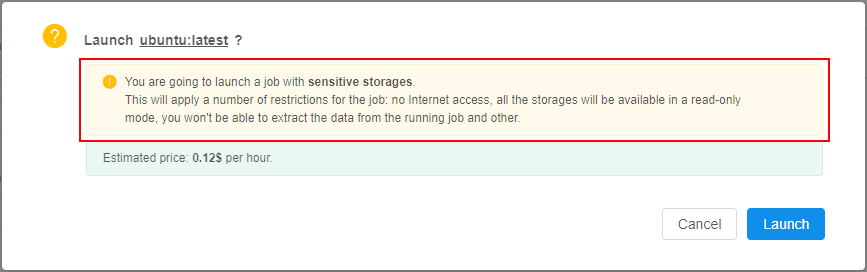 Launch ubuntu:latest ?
You are going to launch a job with sensitive storages.
This will apply a number of restrictions for the job: no Internet access, all the storages will be available in a read-only
mode, you won't be able to extract the data from the running job and other.
Estimated price: 0.12$ per hour.
Cancel
Launch